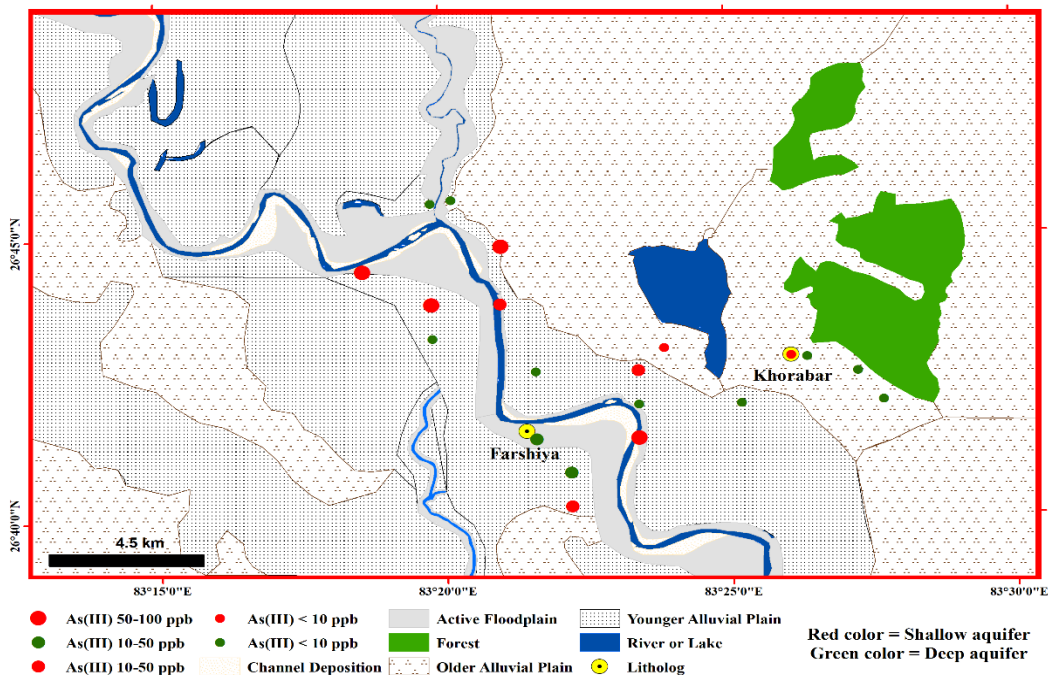 26°45'0"N
Khorabar
Farshiya
26°40'0"N
4.5 km
83°15'0"E
83°20'0"E
83°25'0"E
83°30'0"E
As(III) 50-100 ppb
As(III) < 10 ppb
Active Floodplain
Younger Alluvial Plain
As(III) 10-50 ppb
As(III) < 10 ppb
Forest
River or Lake
As(III) 10-50 ppb
Channel Deposition
Older Alluvial Plain
Litholog
Red color = Shallow aquifer
Green color = Deep aquifer